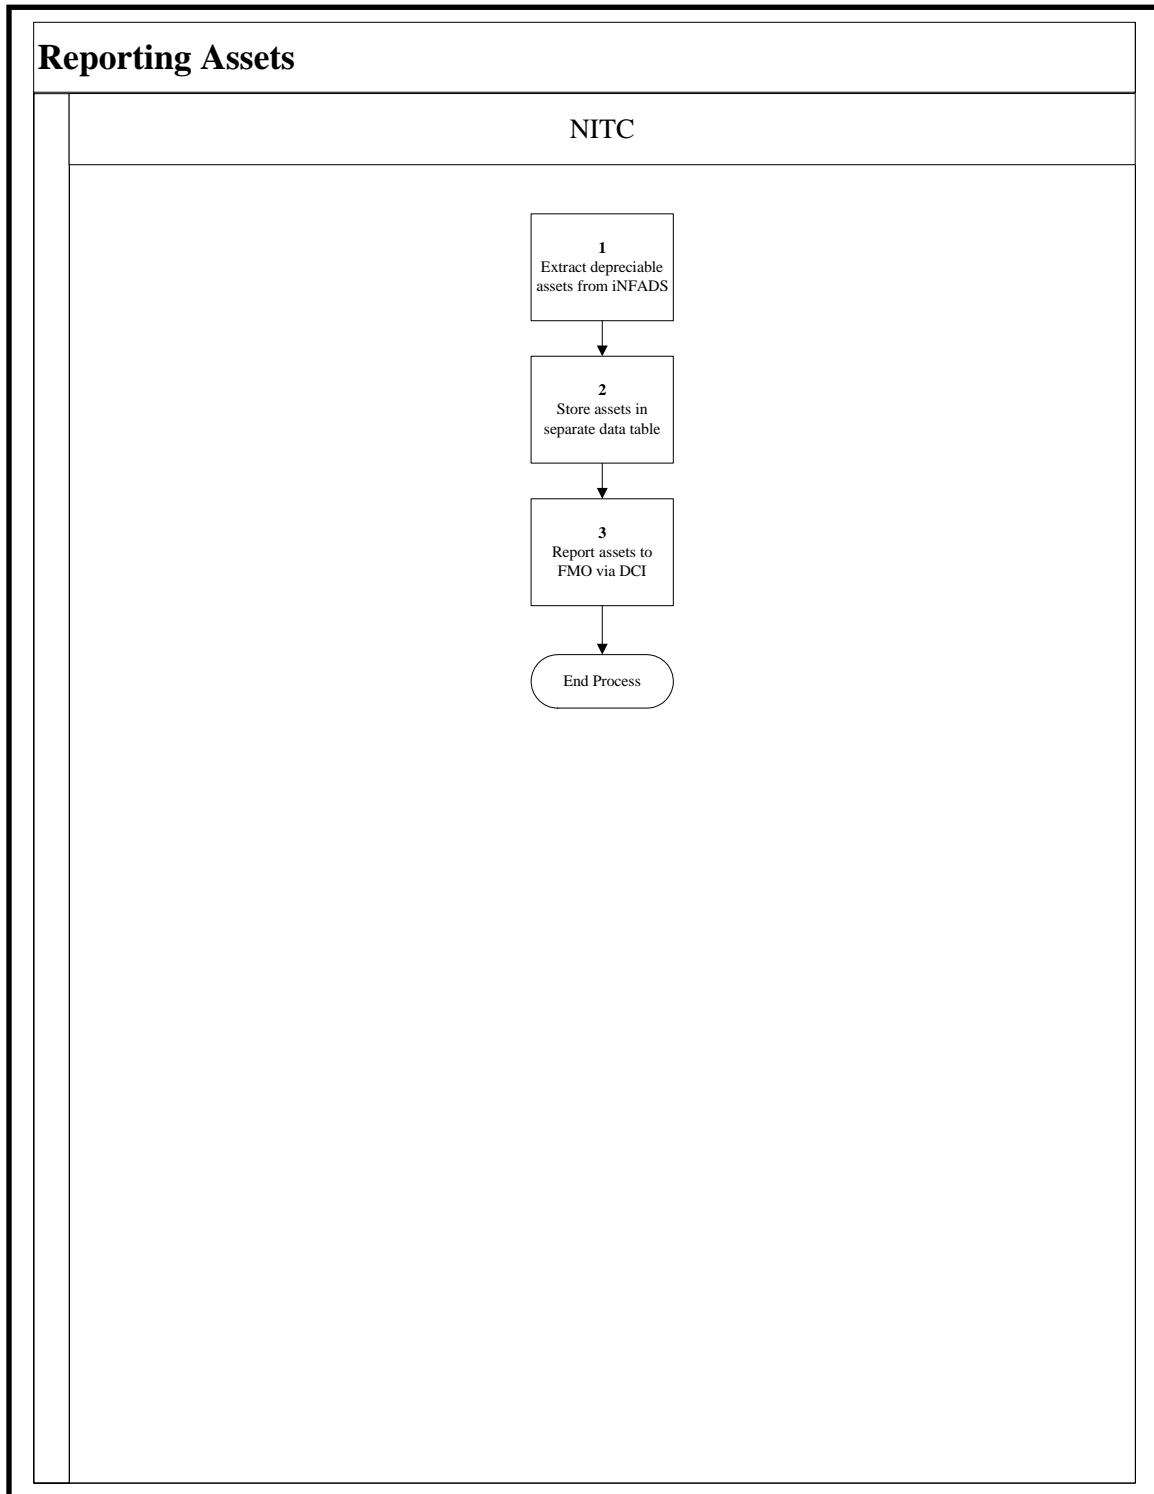 Reporting Assets
NITC
1
Extract depreciable
assets from iNFADS
2
Store assets in
separate data table
3
Report assets to
FMO via DCI
End Process